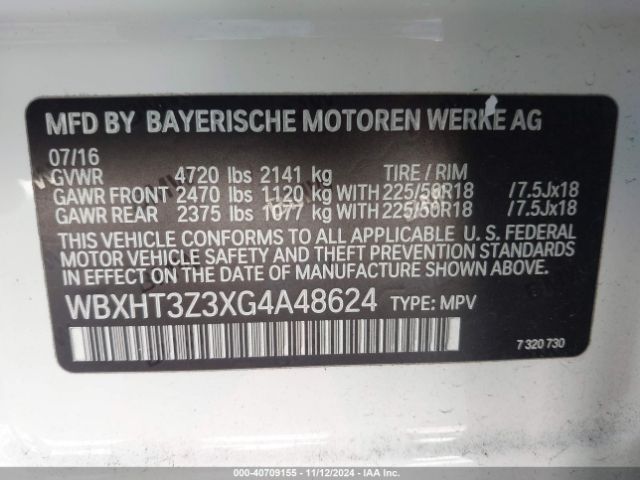 MFD BY BAYERISCHE MOTOREN WERKE AG
07/16
GVWR 4720 lbs 2141 kg TIRE / RIM
GAWR FRONT 2470 lbs 1120 kg WITH 225/50R18 /7.5Jx18
GAWR REAR 2375 lbs 1077 kg WITH 225/50R18 /7.5Jx18
THIS VEHICLE CONFORMS TO ALL APPLICABLE U. S. FEDERAL
MOTOR VEHICLE SAFETY AND THEFT PREVENTION STANDARDS
IN EFFECT ON THE DATE OF MANUFACTURE SHOWN ABOVE.
WBXHT3Z3XG4A48624 TYPE: MPV
7 320 730
000-40709155 - 11/12/2024 - IAA Inc.